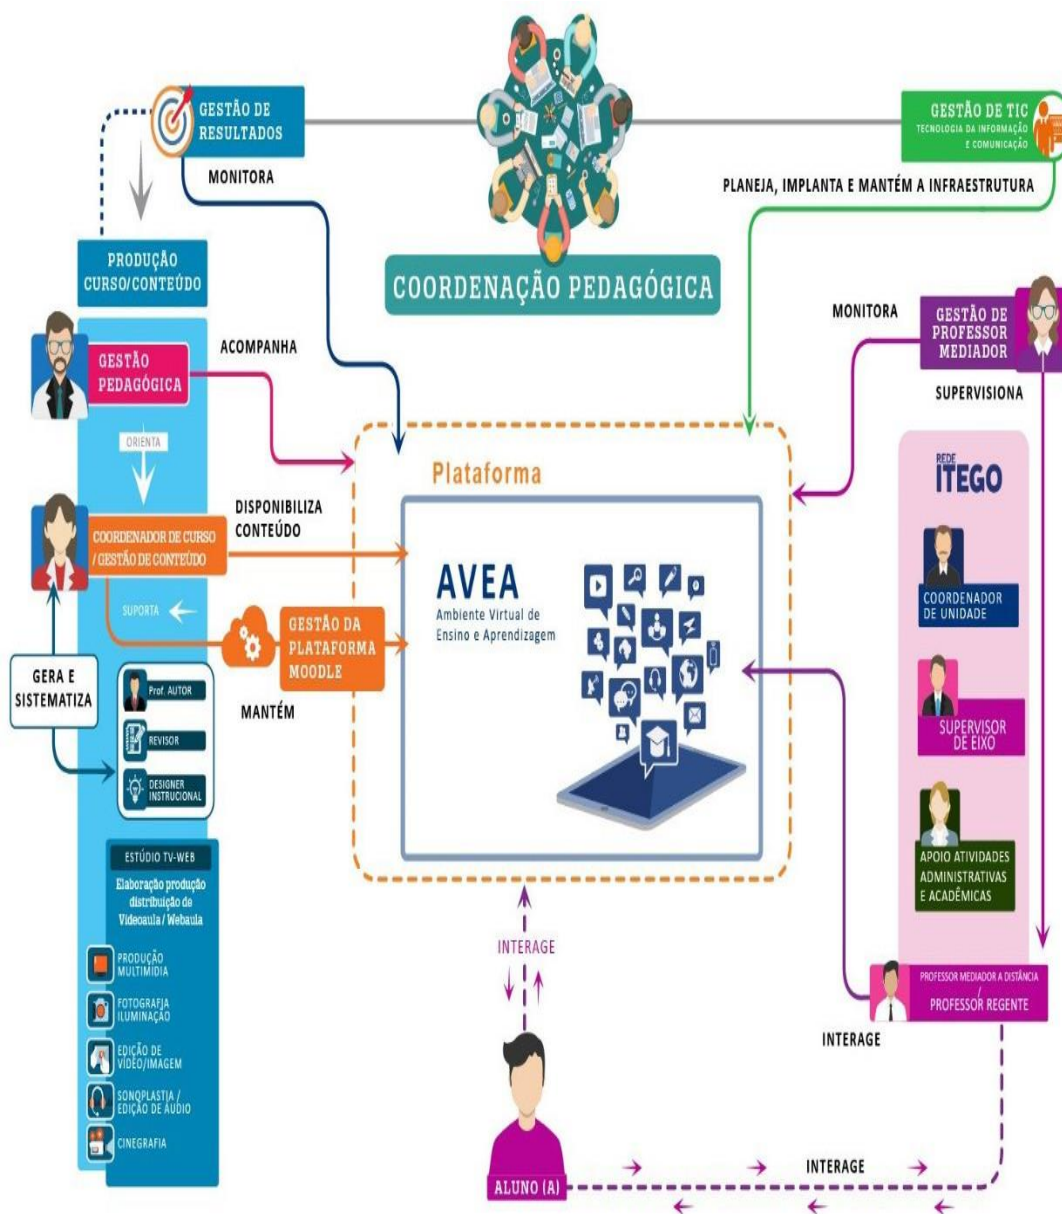 GESTÃO DE
RESULTADOS
GESTÃO DE TIC
TECNOLOGIA DA INFORMAÇÃO
E COMUNICAÇÃO
MONITORA
PLANEJA, IMPLANTA E MANTÉM A INFRAESTRUTURA
PRODUÇÃO
CURSO/CONTEÚDO
COORDENAÇÃO PEDAGÓGICA
MONITORA
GESTÃO DE
PROFESSOR
MEDIADOR
SUPERVISIONA
GESTÃO
PEDAGÓGICA
ACOMPANHA
ORIENTA
REDE
ITEGO
Plataforma
DISPONIBILIZA
CONTEÚDO
COORDENADOR DE CURSO
/ GESTÃO DE CONTEÚDO
AVEA
Ambiente Virtual de
Ensino e Aprendizagem
COORDENADOR
DE UNIDADE
SUPORTA
GESTÃO DA
PLATAFORMA
MOODLE
MANTÉM
GERA E
SISTEMATIZA
Prof. AUTOR
REVISOR
DESIGNER
INSTRUCIONAL
SUPERVISOR
DE EIXO
APOIO ATIVIDADES
ADMINISTRATIVAS
E ACADÊMICAS
ESTÚDIO TV-WEB
Elaboração produção
distribuição de
Videoaula / Webaula
PRODUÇÃO
MULTIMÍDIA
FOTOGRAFIA
ILUMINAÇÃO
EDIÇÃO DE
VÍDEO/IMAGEM
SONOPLASTIA /
EDIÇÃO DE ÁUDIO
CINEGRAFIA
INTERAGE
PROFESSOR MEDIADOR A DISTÂNCIA
/
PROFESSOR REGENTE
INTERAGE
INTERAGE
ALUNO (A)